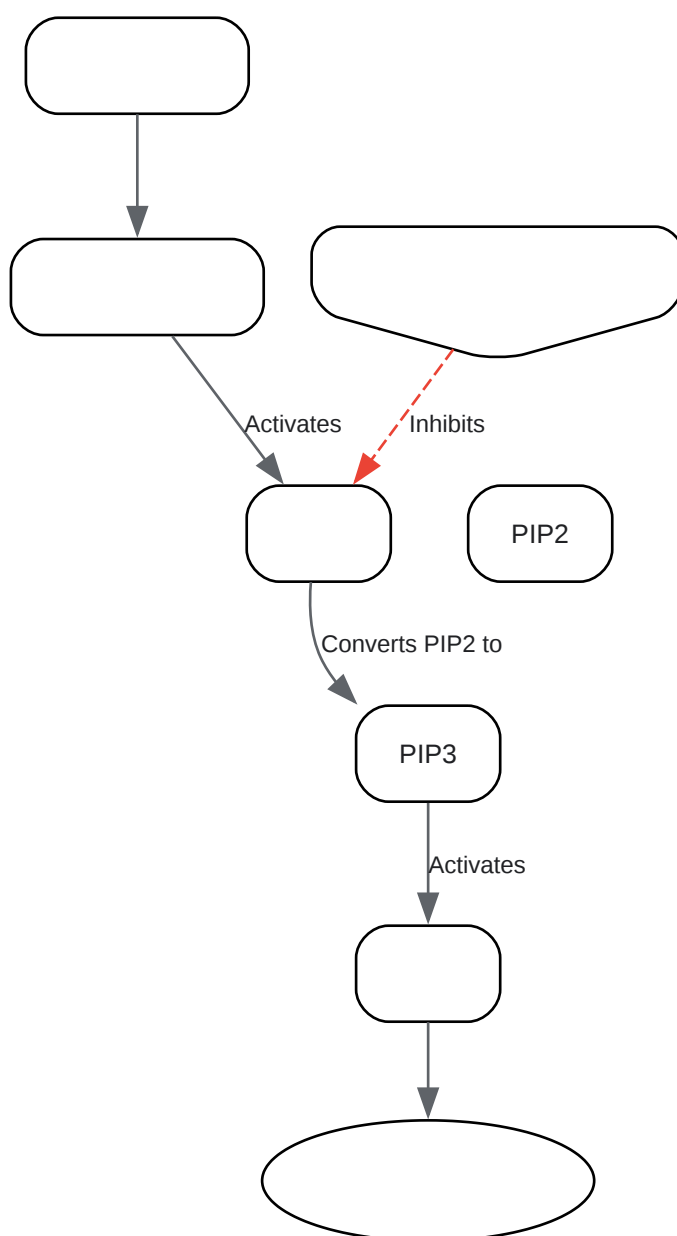 Activates
Inhibits
PIP2
Converts PIP2 to
PIP3
Activates